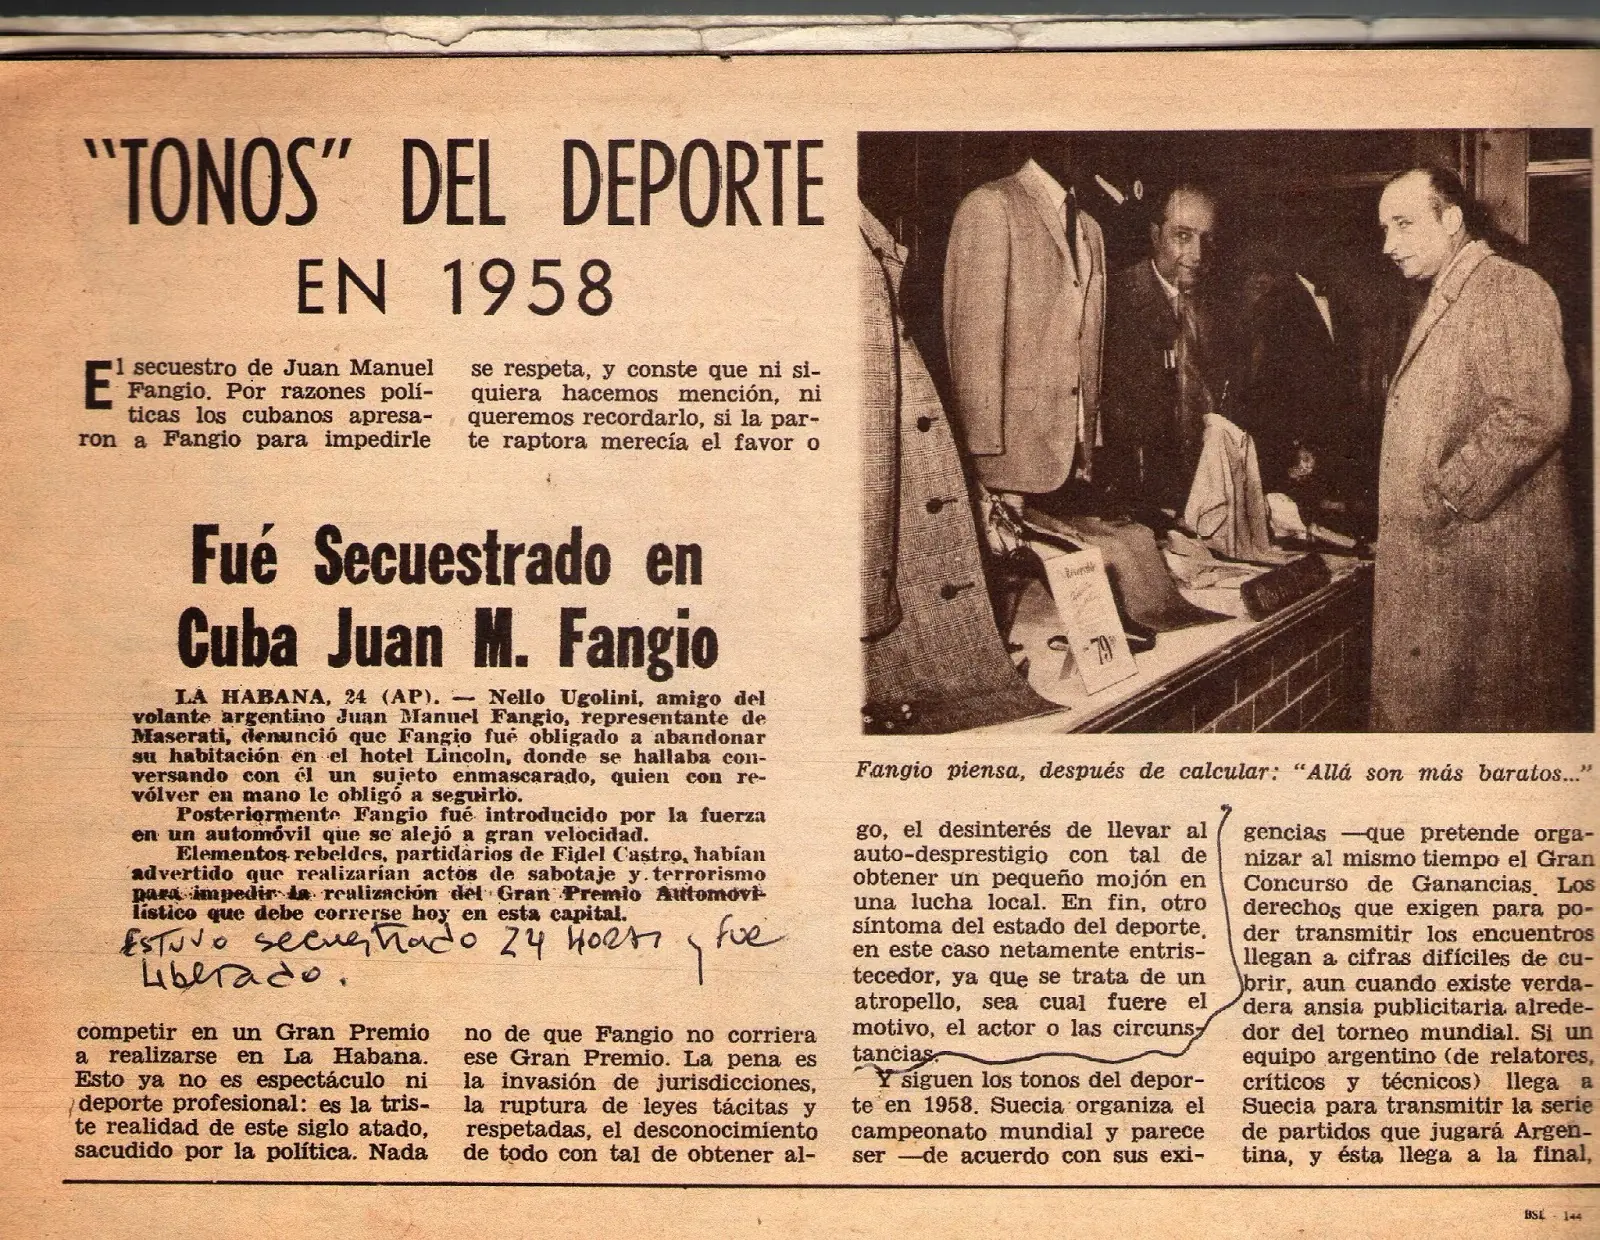 "TONOS" DEL DEPORTE
EN 1958
El secuestro de Juan Manuel
Fangio. Por razones polí-
ticas los cubanos apresa-
ron a Fangio para impedirle
competir en un Gran Premio
a realizarse en La Habana.
Esto ya no es espectáculo ni
deporte profesional: es la tris-
te realidad de este siglo atado,
sacudido por la política. Nada
se respeta, y conste que ni si-
quiera hacemos mención, ni
queremos recordarlo, si la par-
te raptora merecía el favor o
no de que Fangio no corriera
ese Gran Premio. La pena es
la invasión de jurisdicciones,
la ruptura de leyes tácitas y
respetadas, el desconocimiento
de todo con tal de obtener al-
Fué Secuestrado en
Cuba Juan M. Fangio
LA HABANA, 24 (AP). — Nello Ugolini, amigo del
volante argentino Juan Manuel Fangio, representante de
Maserati, denunció que Fangio fué obligado a abandonar
su habitación en el hotel Lincoln, donde se hallaba con-
versando con él un sujeto enmascarado, quien con re-
vólver en mano le obligó a seguirlo.
Posteriormente Fangio fué introducido por la fuerza
en un automóvil que se alejó a gran velocidad.
Elementos rebeldes, partidarios de Fidel Castro, habían
advertido que realizarían actos de sabotaje y terrorismo
para impedir la realización del Gran Premio Automovi-
lístico que debe correrse hoy en esta capital.
Estuvo secuestrado 24 horas y fue
liberado.
79
Fangio piensa, después de calcular: "Allá son más baratos..."
go, el desinterés de llevar al
auto-desprestigio con tal de
obtener un pequeño mojón en
una lucha local. En fin, otro
síntoma del estado del deporte,
en este caso netamente entris-
tecedor, ya que se trata de un
atropello, sea cual fuere el
motivo, el actor o las circuns-
tancias.
Y siguen los tonos del depor-
te en 1958. Suecia organiza el
campeonato mundial y parece
ser —de acuerdo con sus exi-
gencias —que pretende orga-
nizar al mismo tiempo el Gran
Concurso de Ganancias. Los
derechos que exigen para po-
der transmitir los encuentros
llegan a cifras difíciles de cu-
brir, aun cuando existe verda-
dera ansia publicitaria alrede-
dor del torneo mundial. Si un
equipo argentino (de relatores,
críticos y técnicos) llega a
Suecia para transmitir la serie
de partidos que jugará Argen-
tina, y ésta llega a la final,
BSE - 144